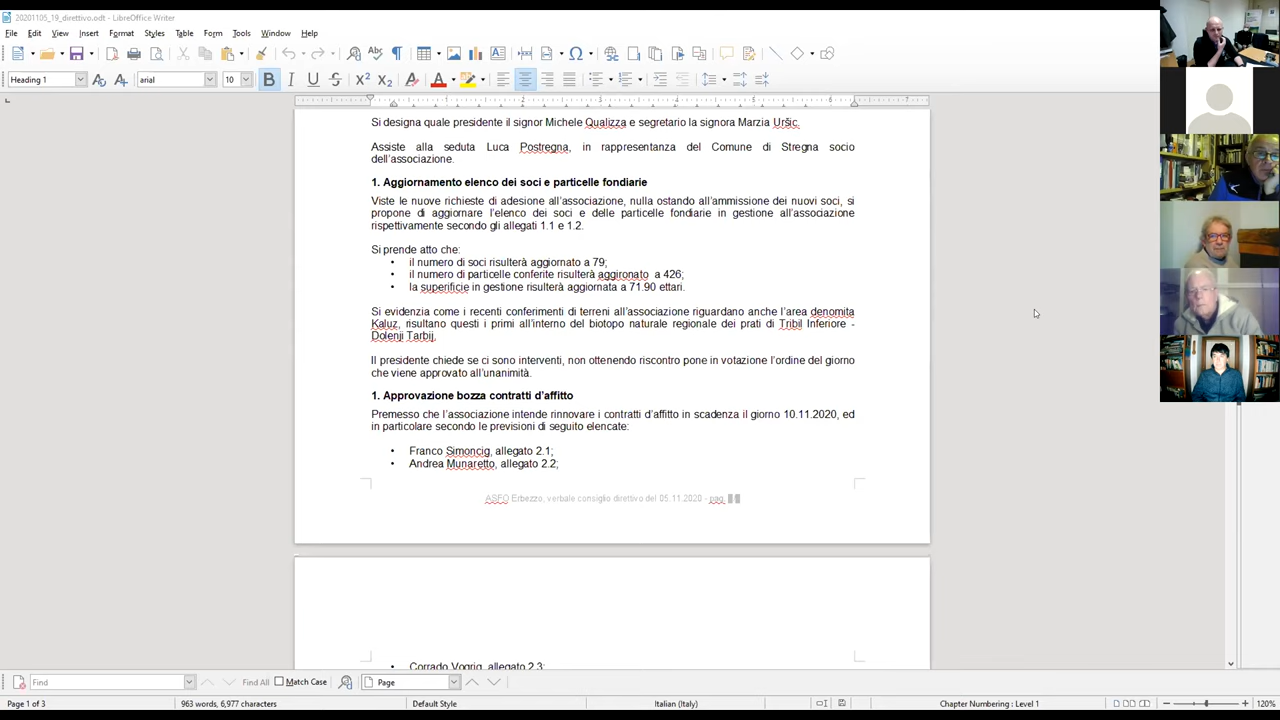 20201105_19_direttivo.odt - LibreOffice Writer
File Edit View Insert Format Styles Table Form Tools Window Help
Heading 1 arial 10
1 2 3 4 5 6 7
Si designa quale presidente il signor Michele Qualizza e segretario la signora Marzia Uršic.
Assiste alla seduta Luca Postregna, in rappresentanza del Comune di Stregna socio
dell'associazione.
1. Aggiornamento elenco dei soci e particelle fondiarie
Viste le nuove richieste di adesione all'associazione, nulla ostando all'ammissione dei nuovi soci, si
propone di aggiornare l'elenco dei soci e delle particelle fondiarie in gestione all'associazione
rispettivamente secondo gli allegati 1.1 e 1.2.
Si prende atto che:
• il numero di soci risulterà aggiornato a 79;
• il numero di particelle conferite risulterà aggironato a 426;
• la superificie in gestione risulterà aggiornata a 71.90 ettari.
Si evidenzia come i recenti conferimenti di terreni all'associazione riguardano anche l'area denomita
Kaluz, risultano questi i primi all'interno del biotopo naturale regionale dei prati di Tribil Inferiore -
Dolenji Tarbij,
Il presidente chiede se ci sono interventi, non ottenendo riscontro pone in votazione l'ordine del giorno
che viene approvato all'unanimità.
1. Approvazione bozza contratti d'affitto
Premesso che l'associazione intende rinnovare i contratti d'affitto in scadenza il giorno 10.11.2020, ed
in particolare secondo le previsioni di seguito elencate:
• Franco Simoncig, allegato 2.1;
• Andrea Munaretto, allegato 2.2;
ASFO Erbezzo, verbale consiglio direttivo del 05.11.2020 - pag.
• Corrado Vogrig, allegato 2.3;
Find Find All Match Case Page
Page 1 of 3 963 words, 6,977 characters Default Style Italian (Italy) Chapter Numbering : Level 1 120%